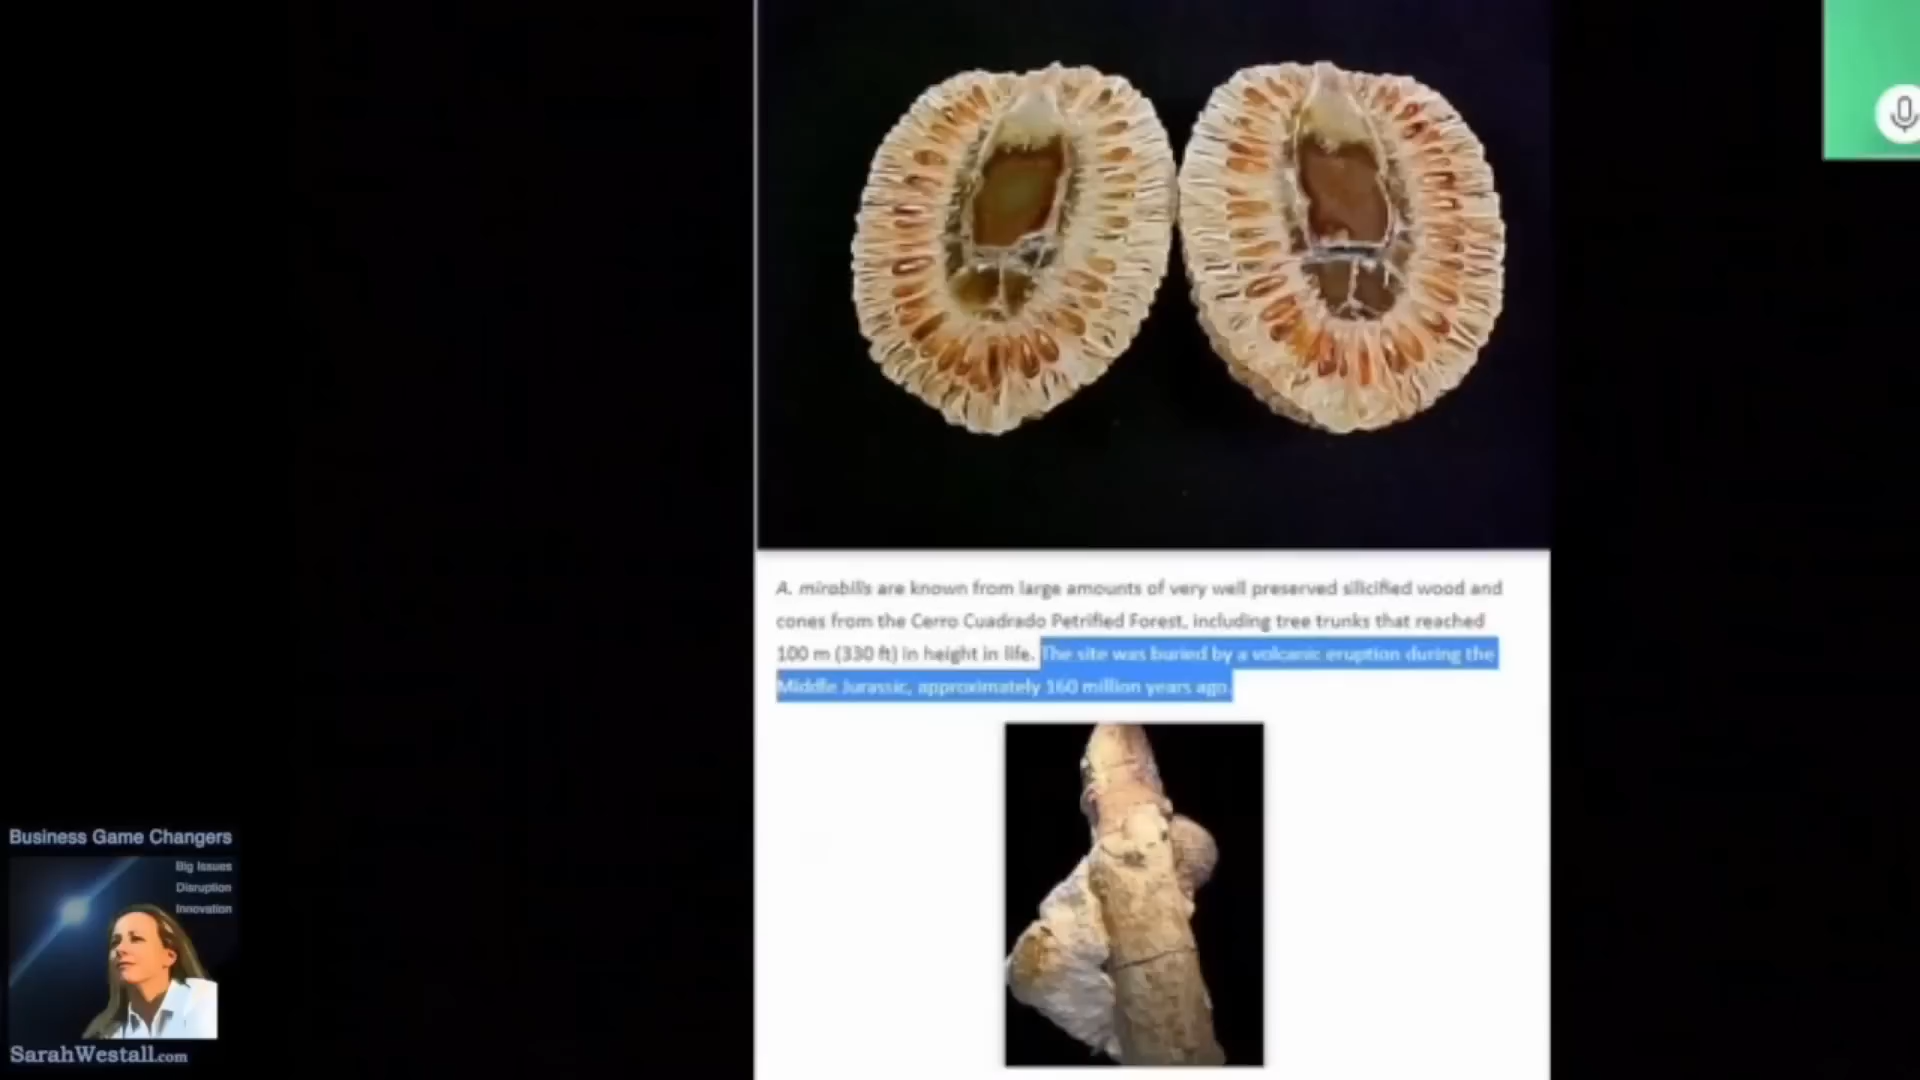 A. mirabilis are known from large amounts of very well preserved silicified wood and
cones from the Cerro Cuadrado Petrified Forest, including tree trunks that reached
100 m (330 ft) in height in life. The site was buried by a volcanic eruption during the
Middle Jurassic, approximately 160 million years ago.
Business Game Changers
Big Issues
Disruption
Innovation
SarahWestall.com